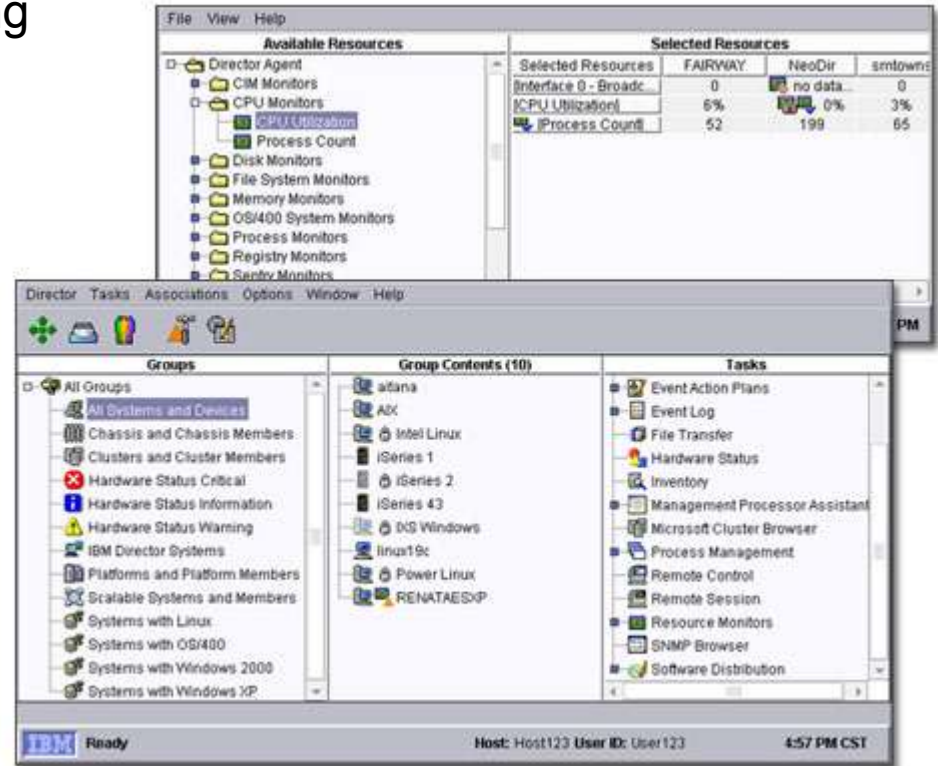 g
File View Help
Available Resources
Selected Resources
Director Agent
CIM Monitors
CPU Monitors
CPU Utilization
Process Count
Disk Monitors
File System Monitors
Memory Monitors
OS/400 System Monitors
Process Monitors
Registry Monitors
Sentry Monitors
Selected Resources FAIRWAY NeoDir smtowns
[Interface 0 - Broadc... 0 no data... 0
[CPU Utilization] 6% 0% 3%
[Process Count] 52 199 65
PM
Director Tasks Associations Options Window Help
Groups
All Groups
All Systems and Devices
Chassis and Chassis Members
Clusters and Cluster Members
Hardware Status Critical
Hardware Status Information
Hardware Status Warning
IBM Director Systems
Platforms and Platform Members
Scalable Systems and Members
Systems with Linux
Systems with OS/400
Systems with Windows 2000
Systems with Windows XP
Group Contents (10)
aitana
AIX
Intel Linux
iSeries 1
iSeries 2
iSeries 43
IXS Windows
linux19c
Power Linux
RENATAESXP
Tasks
Event Action Plans
Event Log
File Transfer
Hardware Status
Inventory
Management Processor Assistant
Microsoft Cluster Browser
Process Management
Remote Control
Remote Session
Resource Monitors
SNMP Browser
Software Distribution
IBM Ready
Host: Host123 User ID: User123
4:57 PM CST